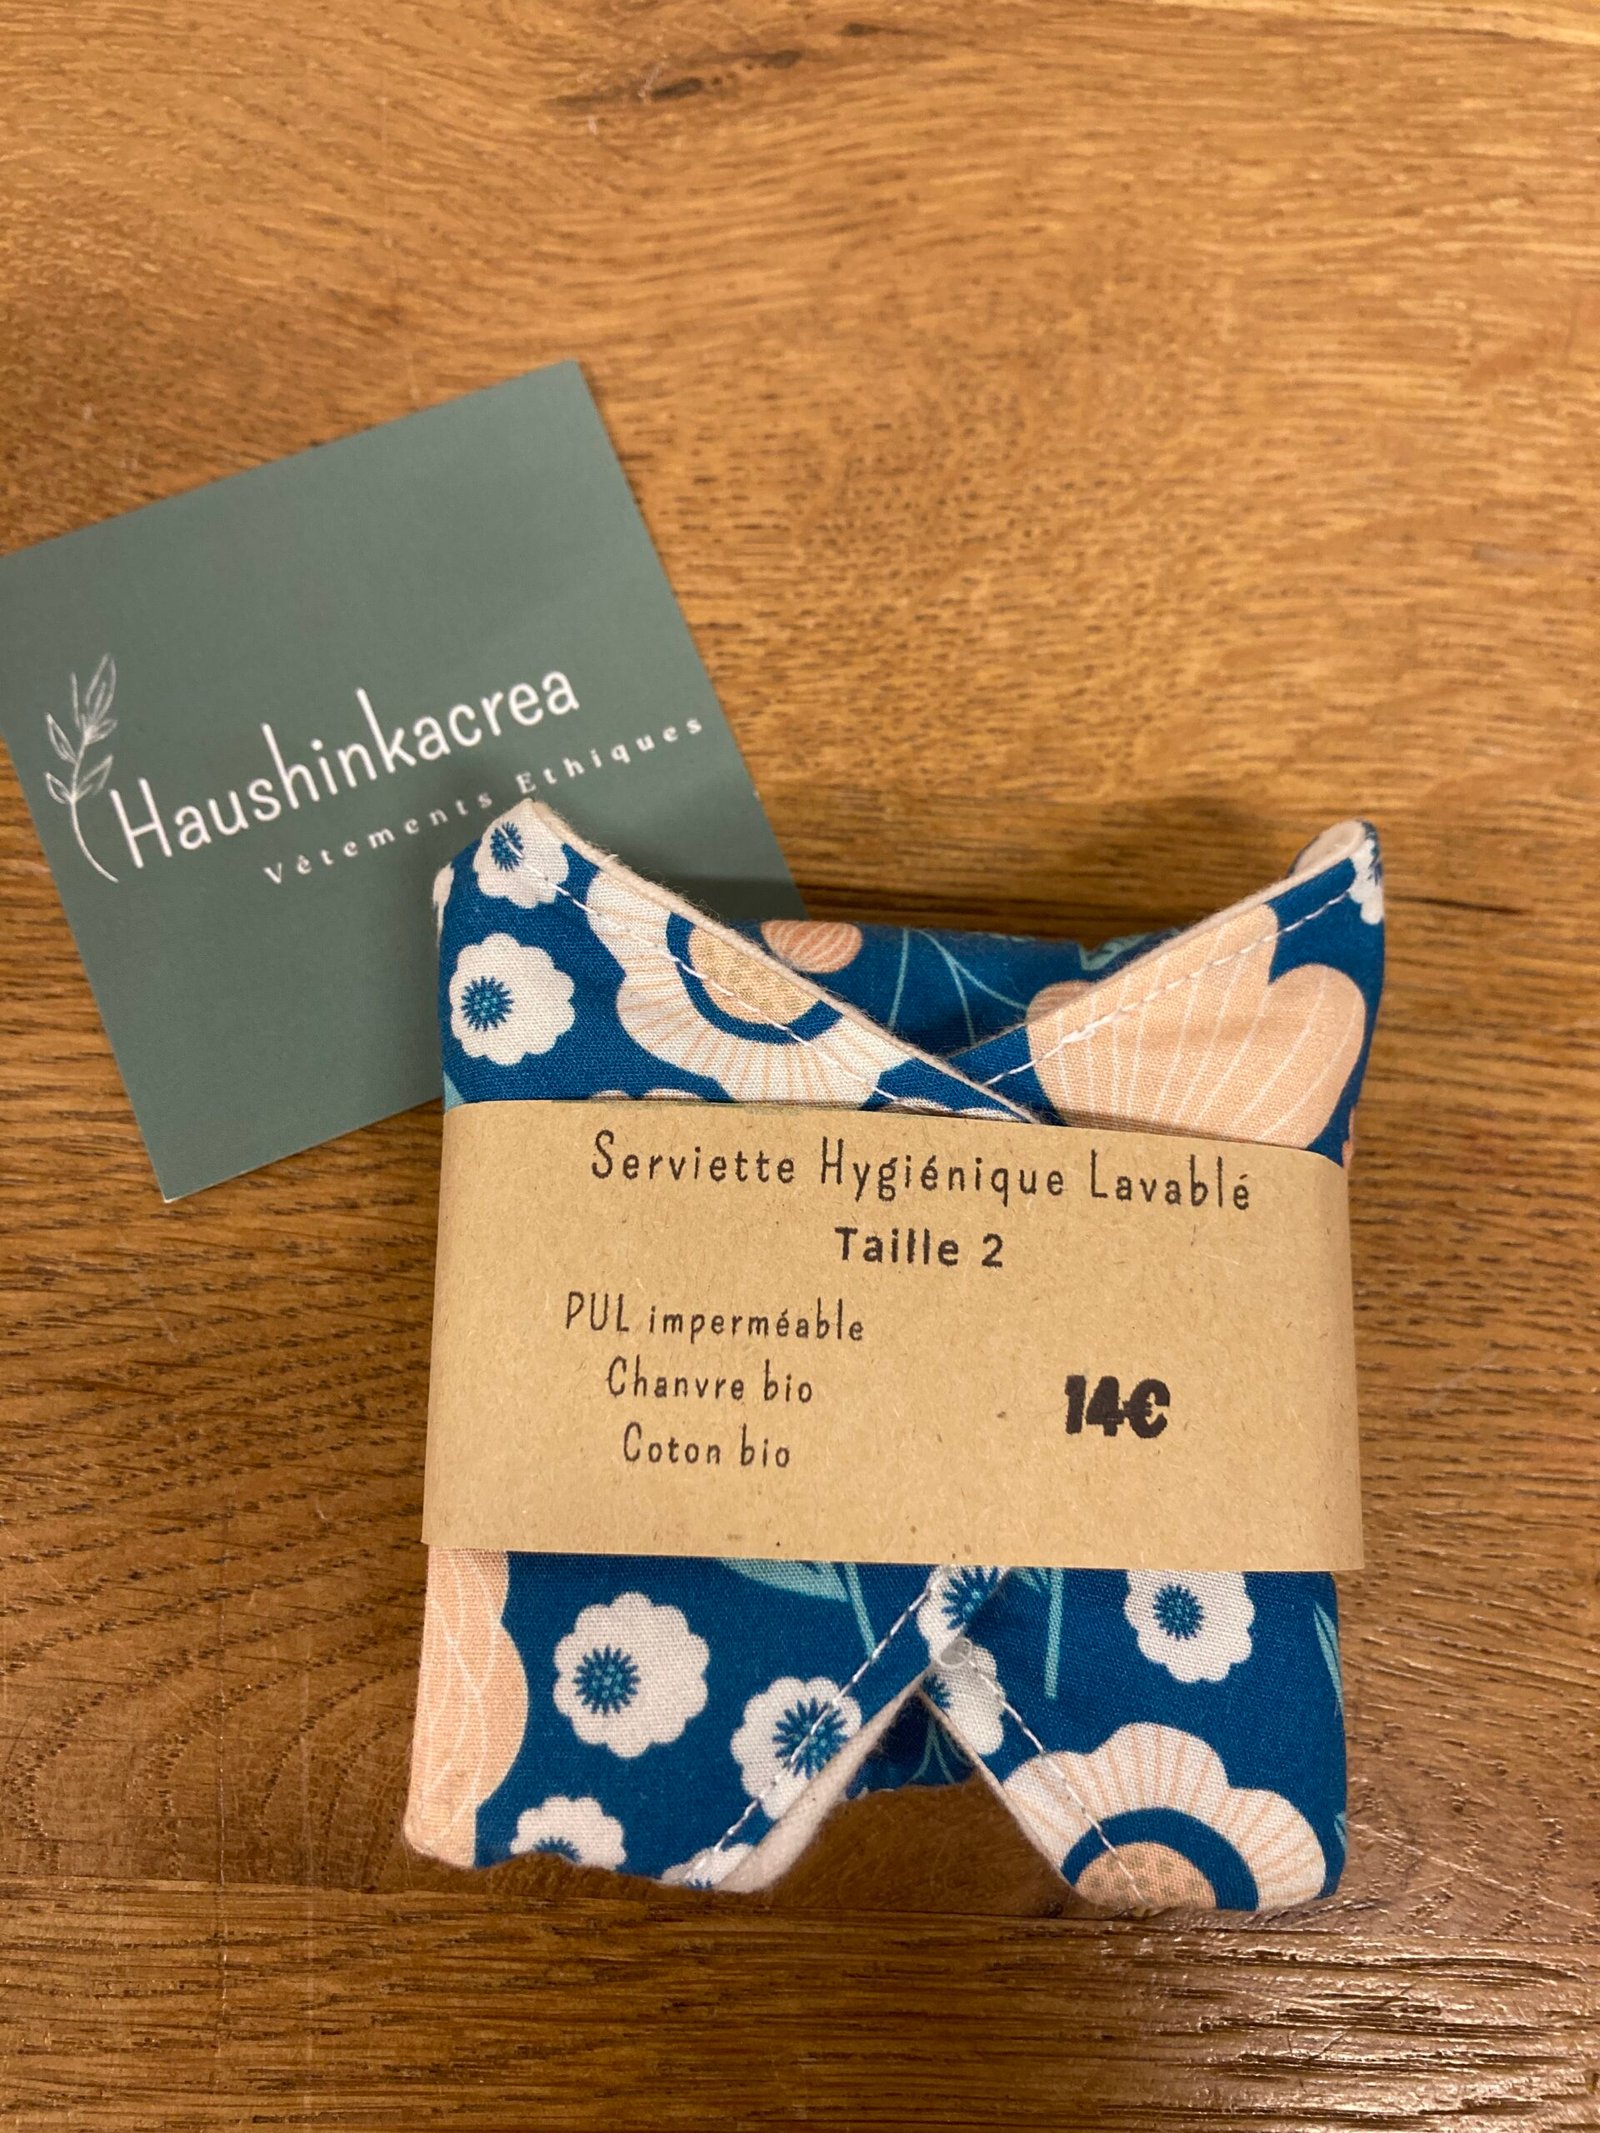 Haushinkacrea
Vêtements Ethiques
Serviette Hygiénique Lavablé
Taille 2
PUL imperméable
Chanvre bio
Coton bio
14€